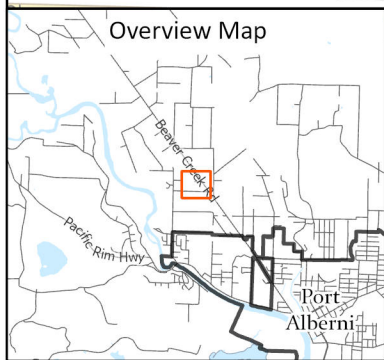 Overview Map
Beaver Creek Rd
Pacific Rim Hwy
Port
Alberni